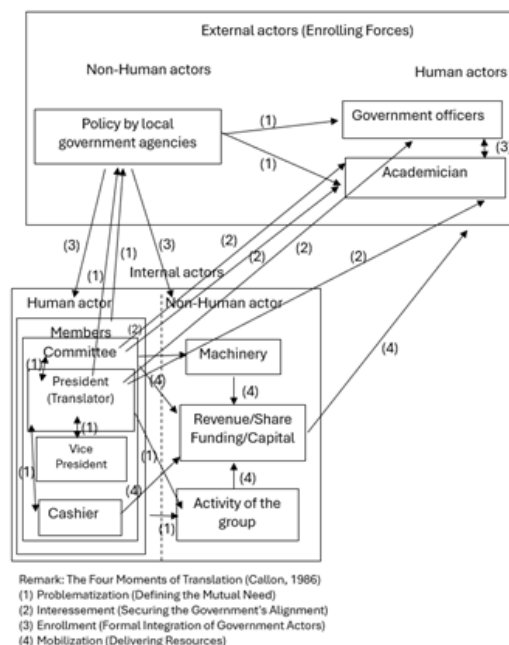 External actors (Enrolling Forces)
Non-Human actors
Human actors
Policy by local
government agencies
(1)
(1)
Government officers
(3)
Academician
(3)
(1)
(1)
(3)
(2)
(2)
(2)
(2)
Internal actors
Human actor
Non-Human actor
Members
(2)
Committee
(1)
President
(Translator)
(4)
Machinery
(4)
(4)
Revenue/Share
Funding/Capital
(1)
Vice
President
(1)
(1)
(4)
(4)
Cashier
Activity of the
group
(1)
Remark: The Four Moments of Translation (Callon, 1986)
(1) Problematization (Defining the Mutual Need)
(2) Interessement (Securing the Government's Alignment)
(3) Enrollment (Formal Integration of Government Actors)
(4) Mobilization (Delivering Resources)